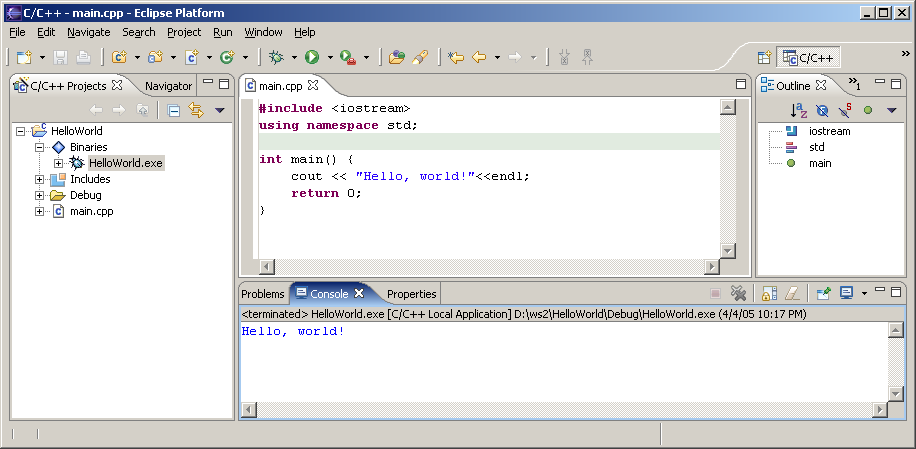 C/C++ - main.cpp - Eclipse Platform
File Edit Navigate Search Project Run Window Help
C/C++
C/C++ Projects
Navigator
HelloWorld
Binaries
HelloWorld.exe
Includes
Debug
main.cpp
main.cpp
#include <iostream>
using namespace std;
int main() {
cout << "Hello, world!"<<endl;
return 0;
}
Outline
1
iostream
std
main
Problems Console Properties
<terminated> HelloWorld.exe [C/C++ Local Application] D:\ws2\HelloWorld\Debug\HelloWorld.exe (4/4/05 10:17 PM)
Hello, world!